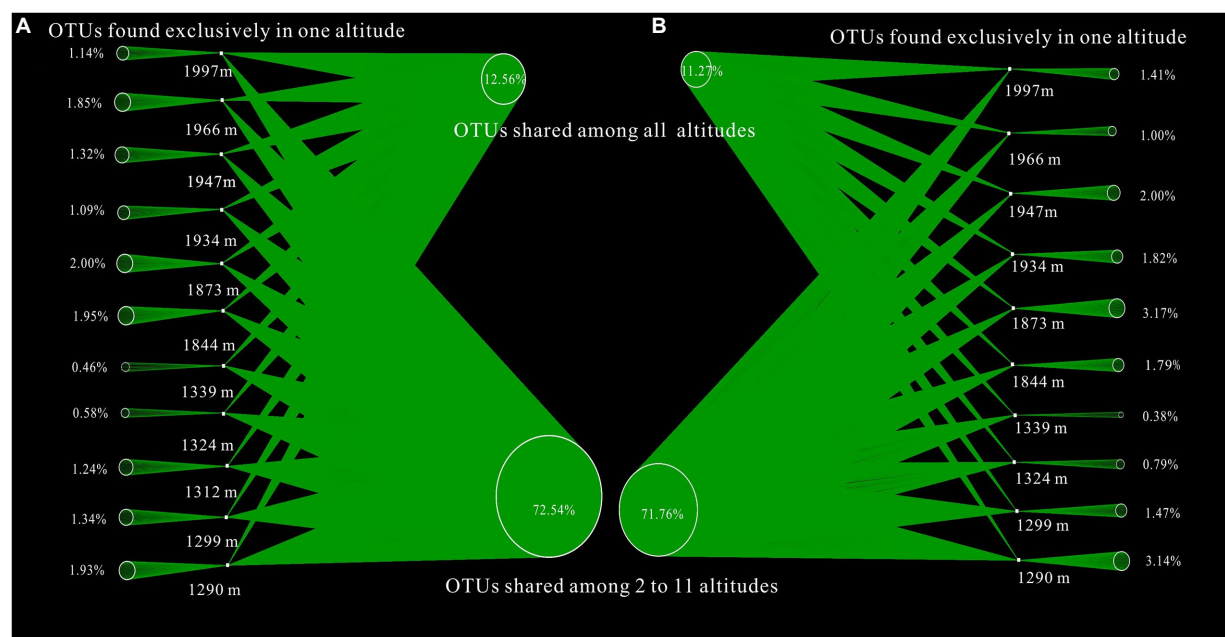 A
OTUs found exclusively in one altitude
1.14%
1997m
1.85%
1966 m
1.32%
1947m
1.09%
1934 m
2.00%
1873 m
1.95%
1844 m
0.46%
1339 m
0.58%
1324 m
1.24%
1312 m
1.34%
1299 m
1.93%
1290 m
12.56%
OTUs shared among all altitudes
72.54%
OTUs shared among 2 to 11 altitudes
B
OTUs found exclusively in one altitude
11.27%
71.76%
1997m
1.41%
1966 m
1.00%
1947m
2.00%
1934 m
1.82%
1873 m
3.17%
1844 m
1.79%
1339 m
0.38%
1324 m
0.79%
1299 m
1.47%
1290 m
3.14%